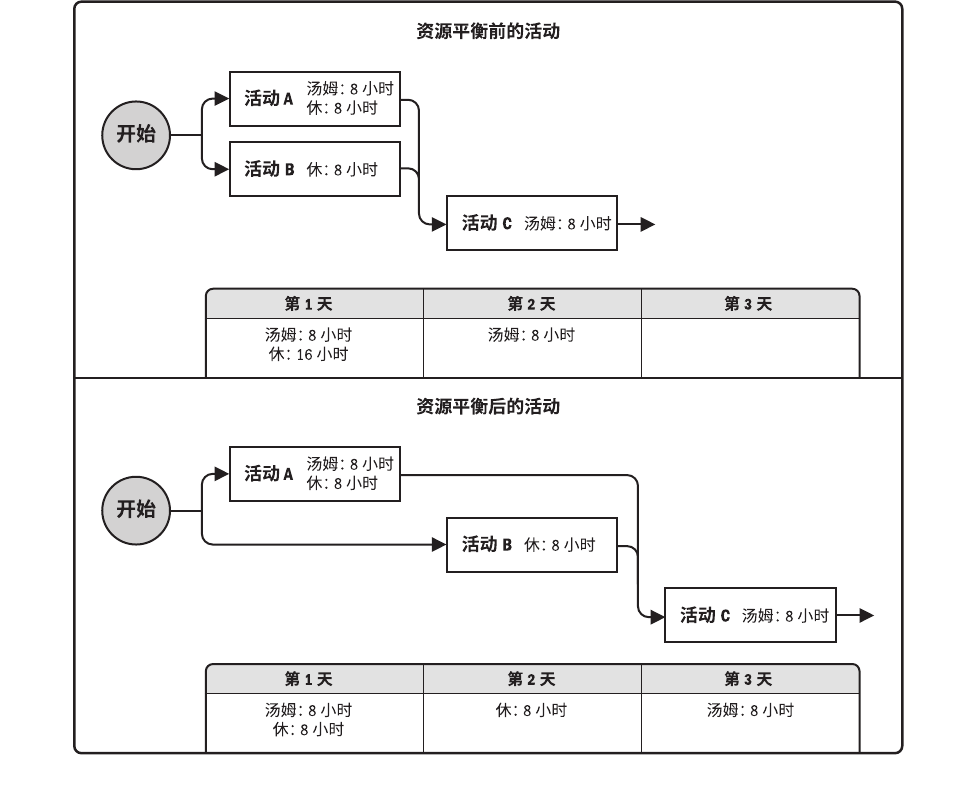 资源平衡前的活动
开始
活动 A
汤姆：8 小时
休：8 小时
活动 B 休：8 小时
活动 C 汤姆：8 小时
第 1 天 第 2 天 第 3 天
汤姆：8 小时 汤姆：8 小时
休：16 小时
资源平衡后的活动
开始
活动 A
汤姆：8 小时
休：8 小时
活动 B 休：8 小时
活动 C 汤姆：8 小时
第 1 天 第 2 天 第 3 天
汤姆：8 小时 休：8 小时 汤姆：8 小时
休：8 小时